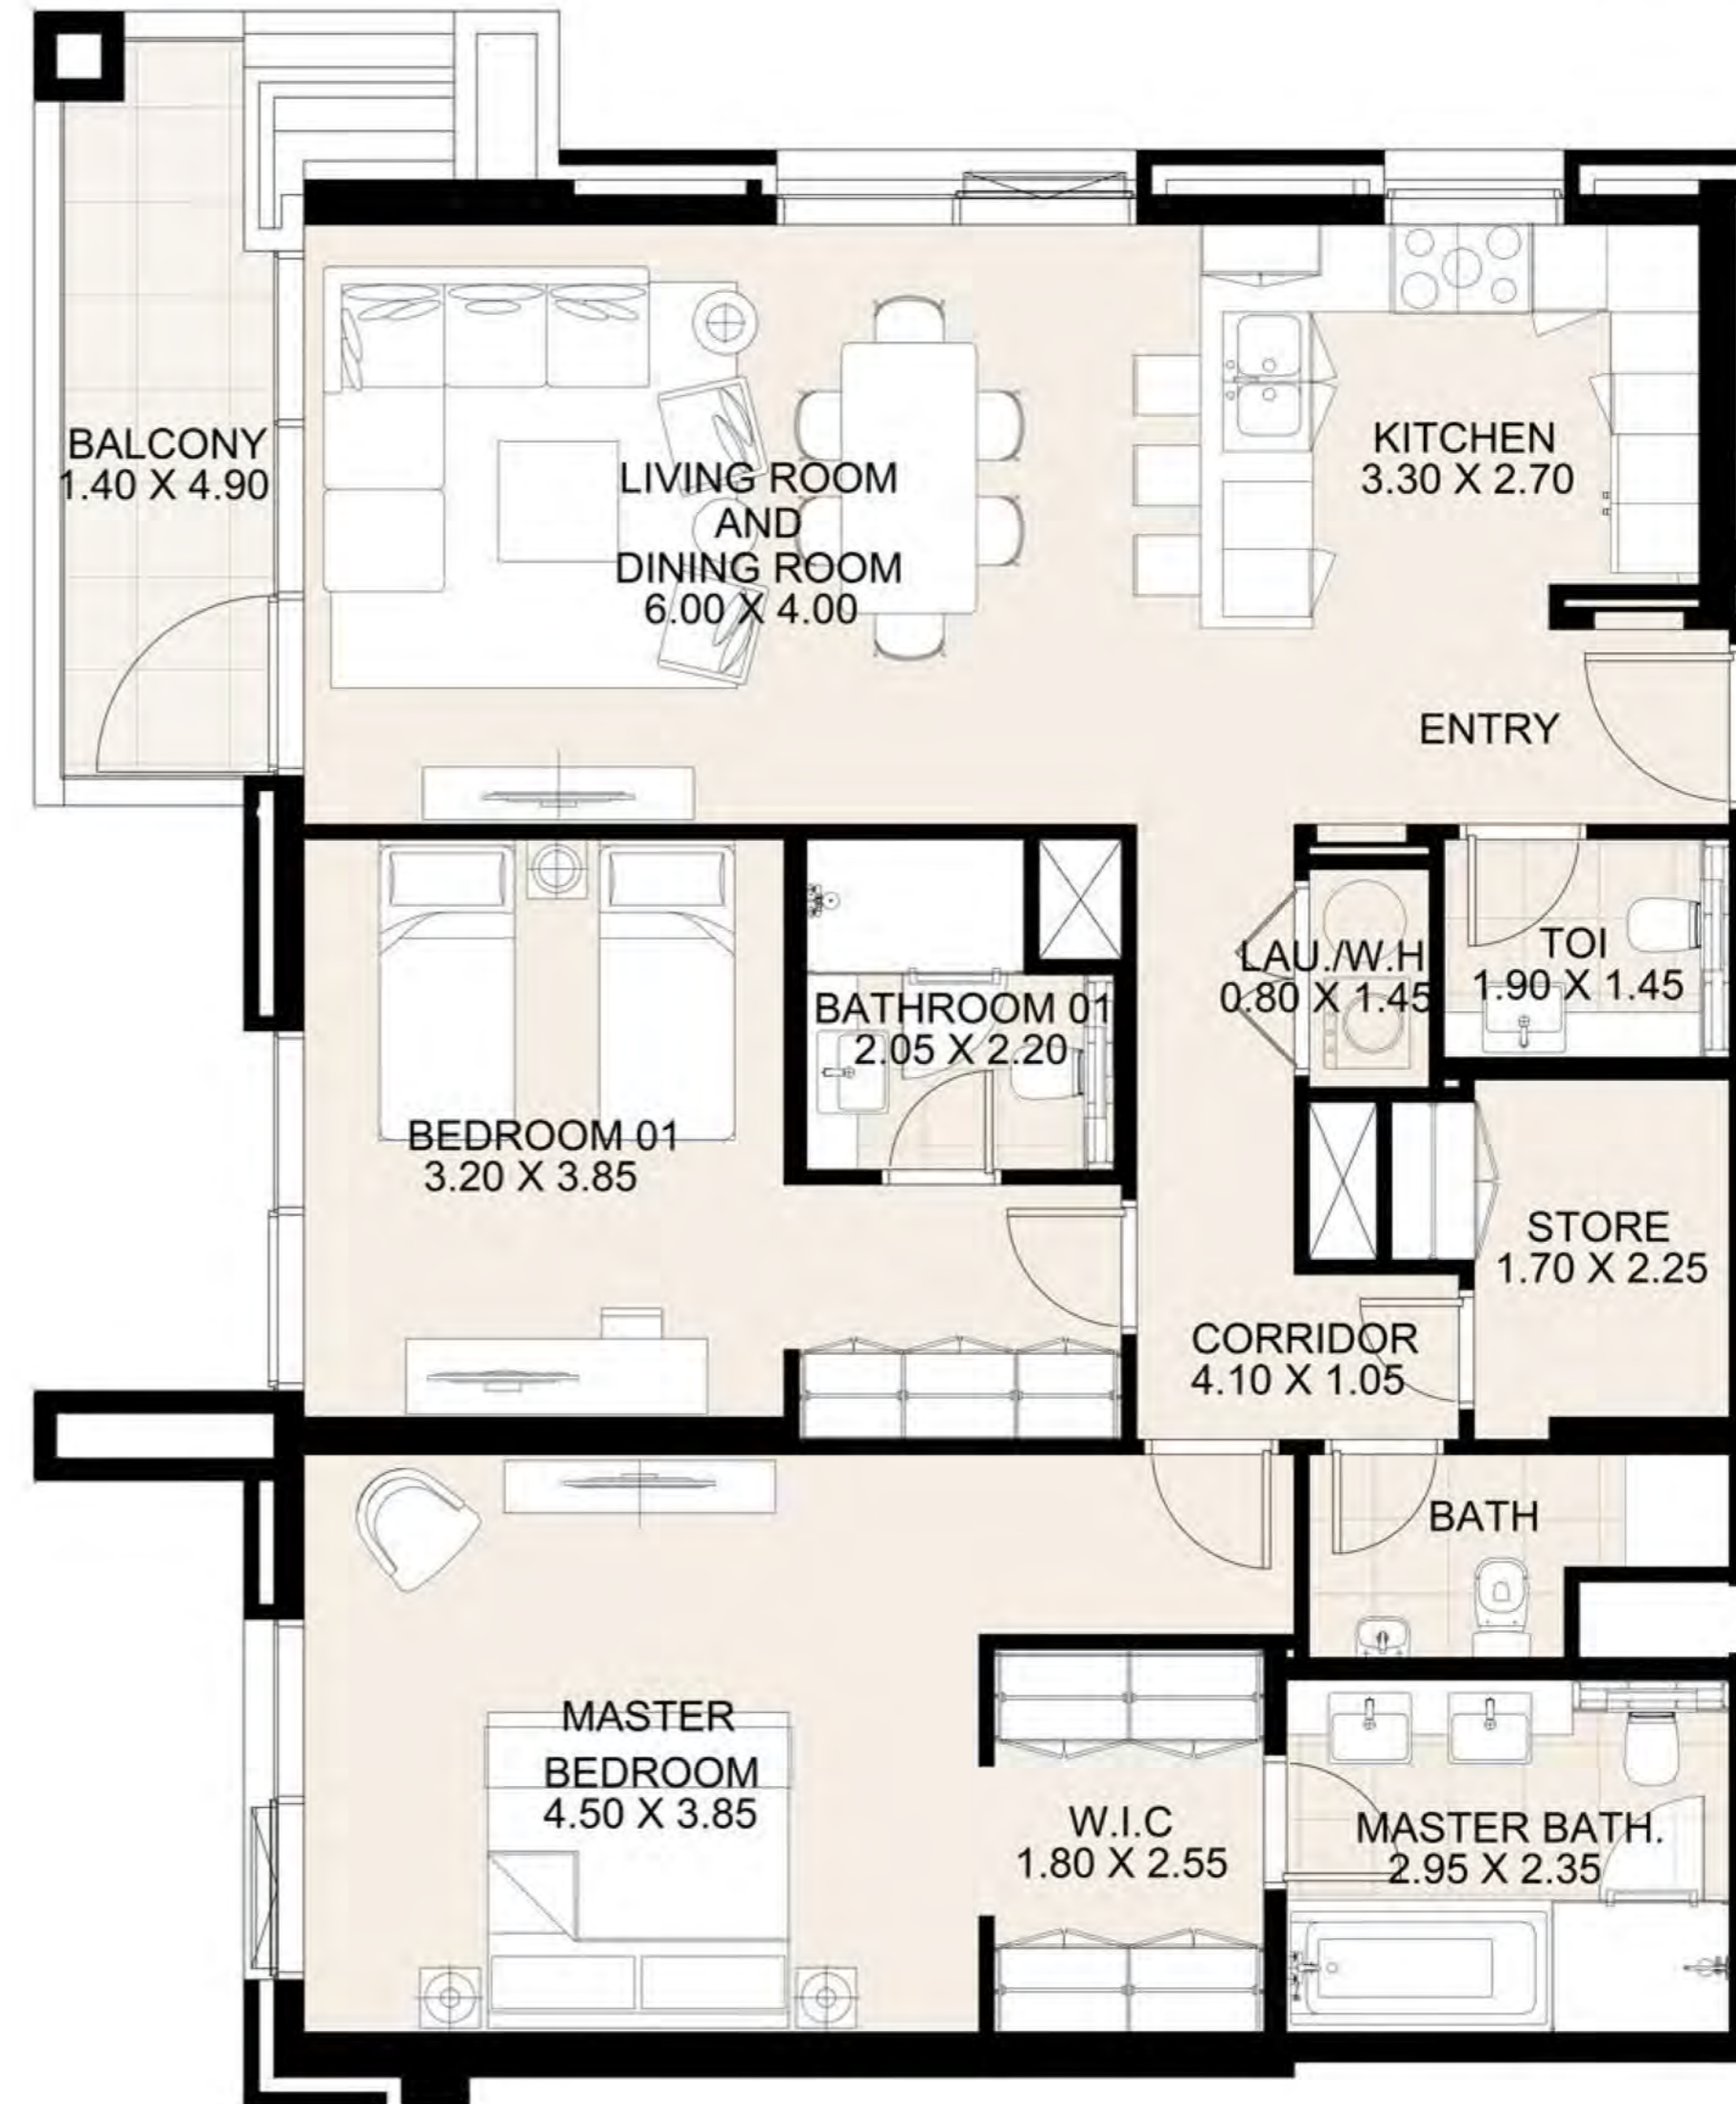 BALCONY
1.40 X 4.90
LIVING ROOM
AND
DINING ROOM
6.00 X 4.00
KITCHEN
3.30 X 2.70
ENTRY
LAU./W.H
0.80 X 1.45
TOI
1.90 X 1.45
BATHROOM 01
2.05 X 2.20
BEDROOM 01
3.20 X 3.85
STORE
1.70 X 2.25
CORRIDOR
4.10 X 1.05
BATH
MASTER
BEDROOM
4.50 X 3.85
W.I.C
1.80 X 2.55
MASTER BATH.
2.95 X 2.35